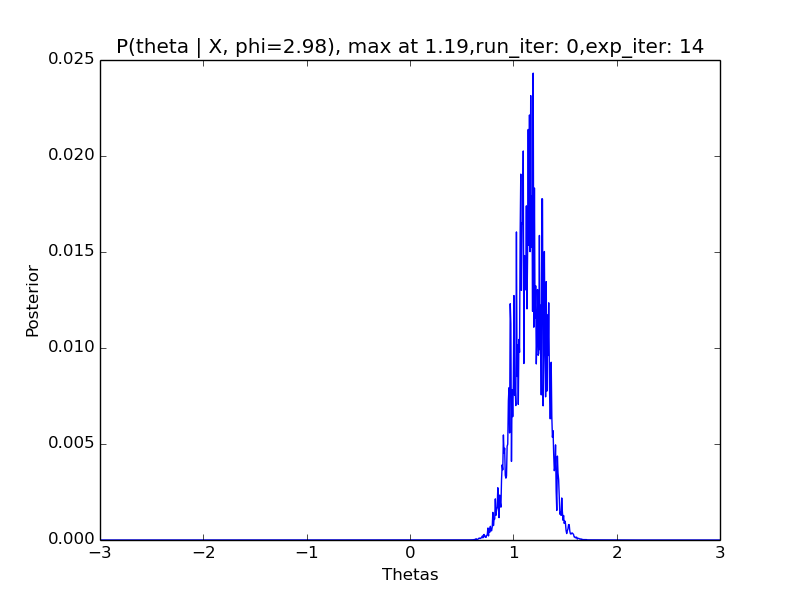 P(theta | X, phi=2.98), max at 1.19,run_iter: 0,exp_iter: 14
0.025
0.020
0.015
0.010
0.005
0.000
Posterior
−3 −2 −1 0 1 2 3
Thetas